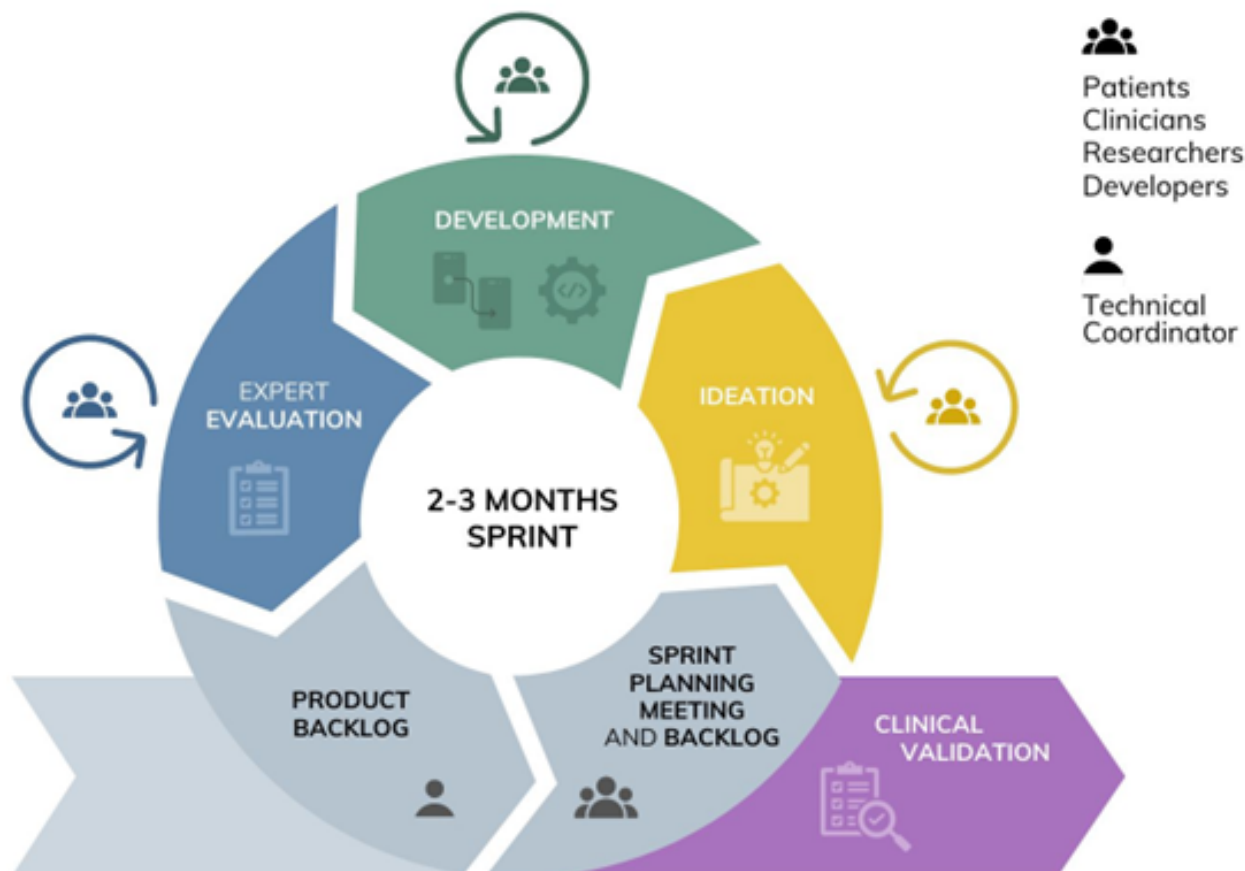 Patients
Clinicians
Researchers
Developers
Technical
Coordinator
DEVELOPMENT
</>
EXPERT
EVALUATION
IDEATION
2-3 MONTHS
SPRINT
PRODUCT
BACKLOG
SPRINT
PLANNING
MEETING
AND BACKLOG
CLINICAL
VALIDATION